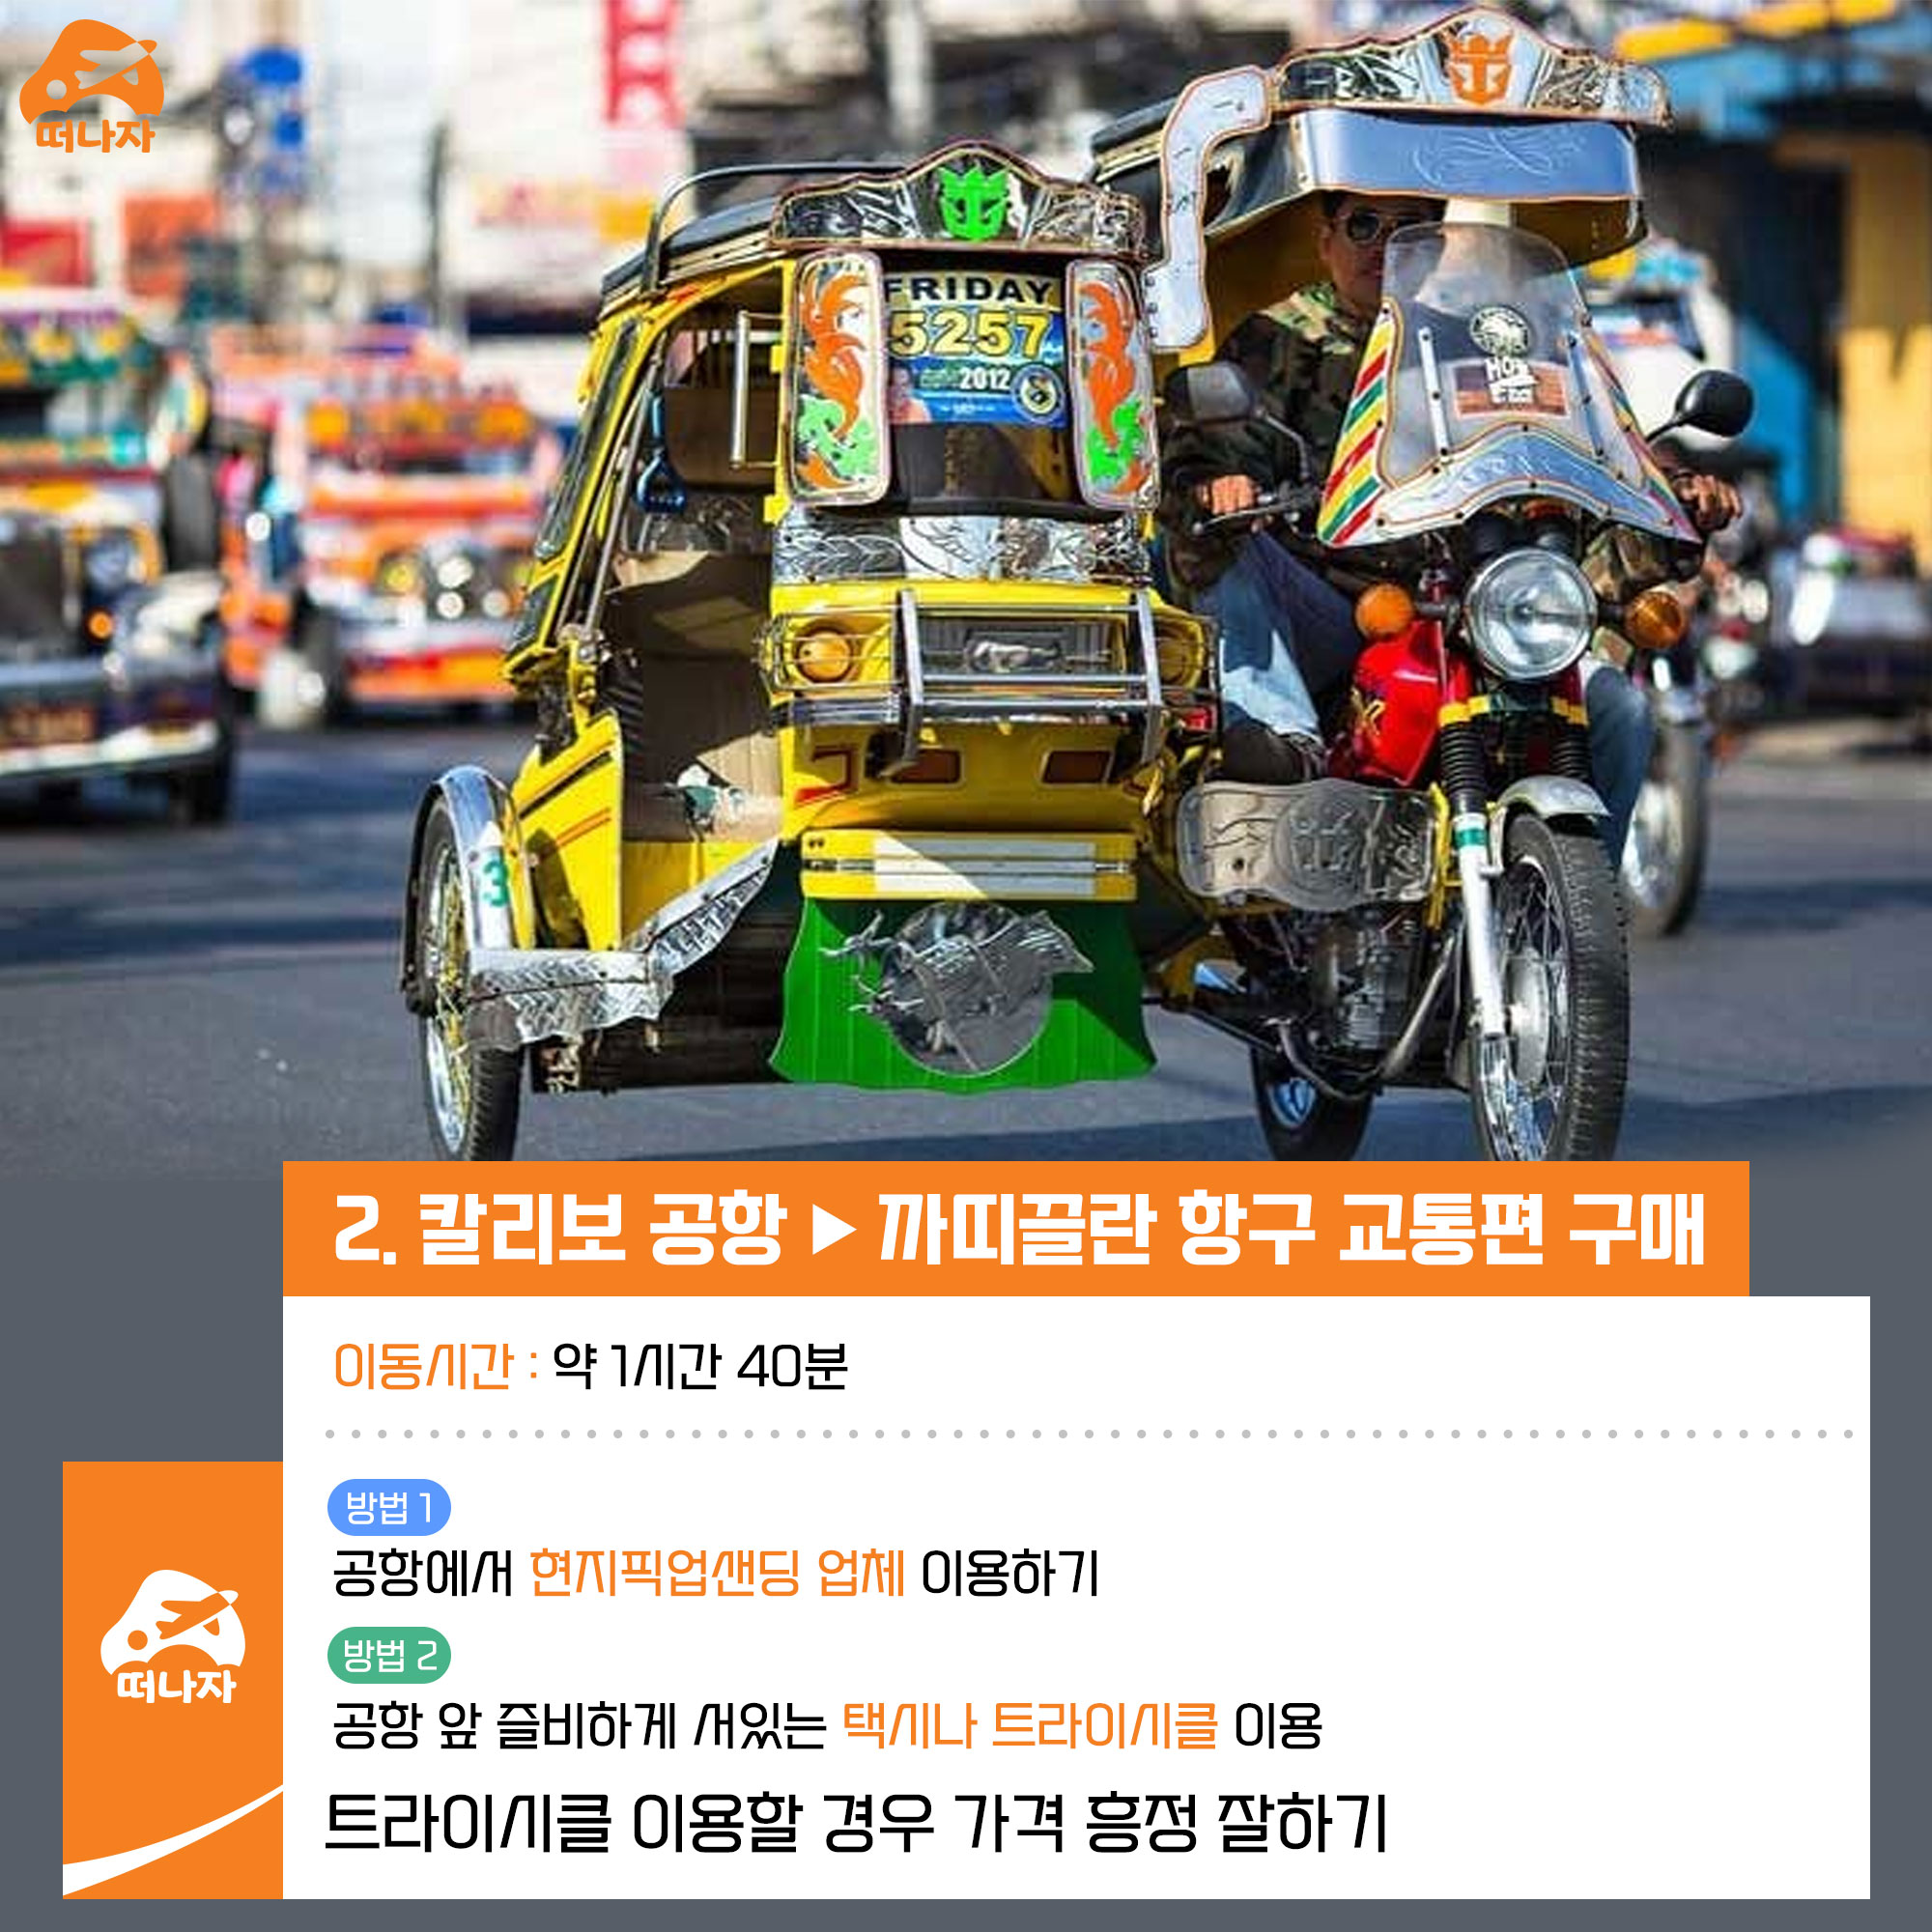 떠나자
FRIDAY
5257
2012
3
2. 칼리보 공항 ▶ 까띠끌란 항구 교통편 구매
이동시간 : 약 1시간 40분
방법 1
공항에서 현지픽업샌딩 업체 이용하기
방법 2
공항 앞 즐비하게 서있는 택시나 트라이시클 이용
트라이시클 이용할 경우 가격 흥정 잘하기
떠나자